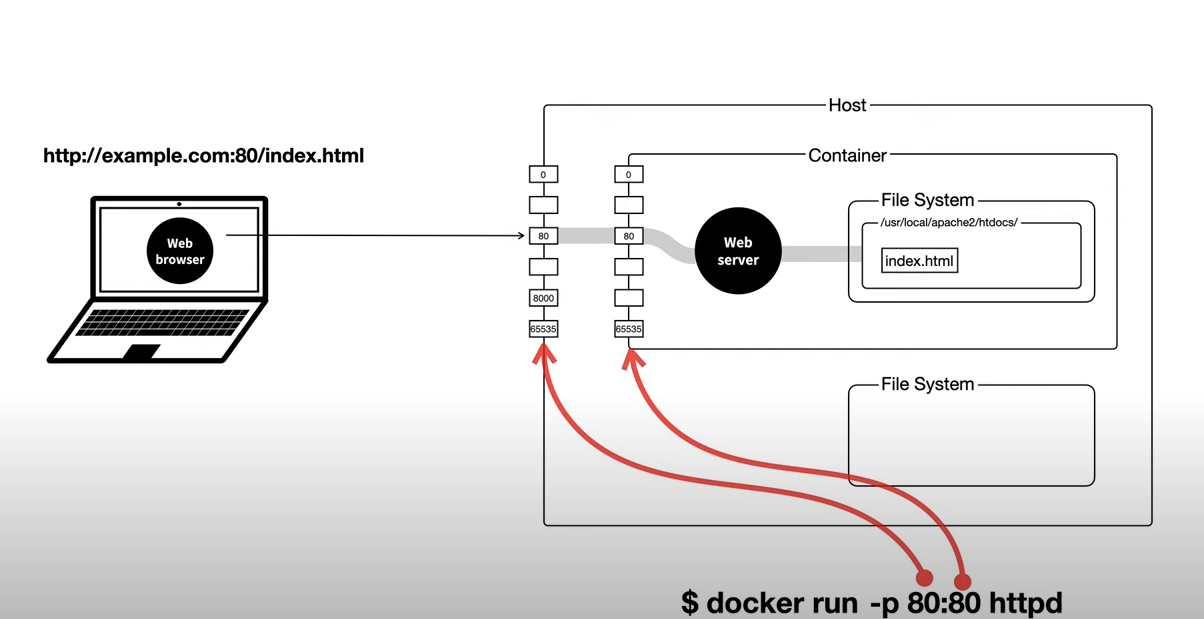 http://example.com:80/index.html
Web
browser
Host
0
80
8000
65535
Container
0
80
65535
Web
server
File System
/usr/local/apache2/htdocs/
index.html
File System
$ docker run -p 80:80 httpd